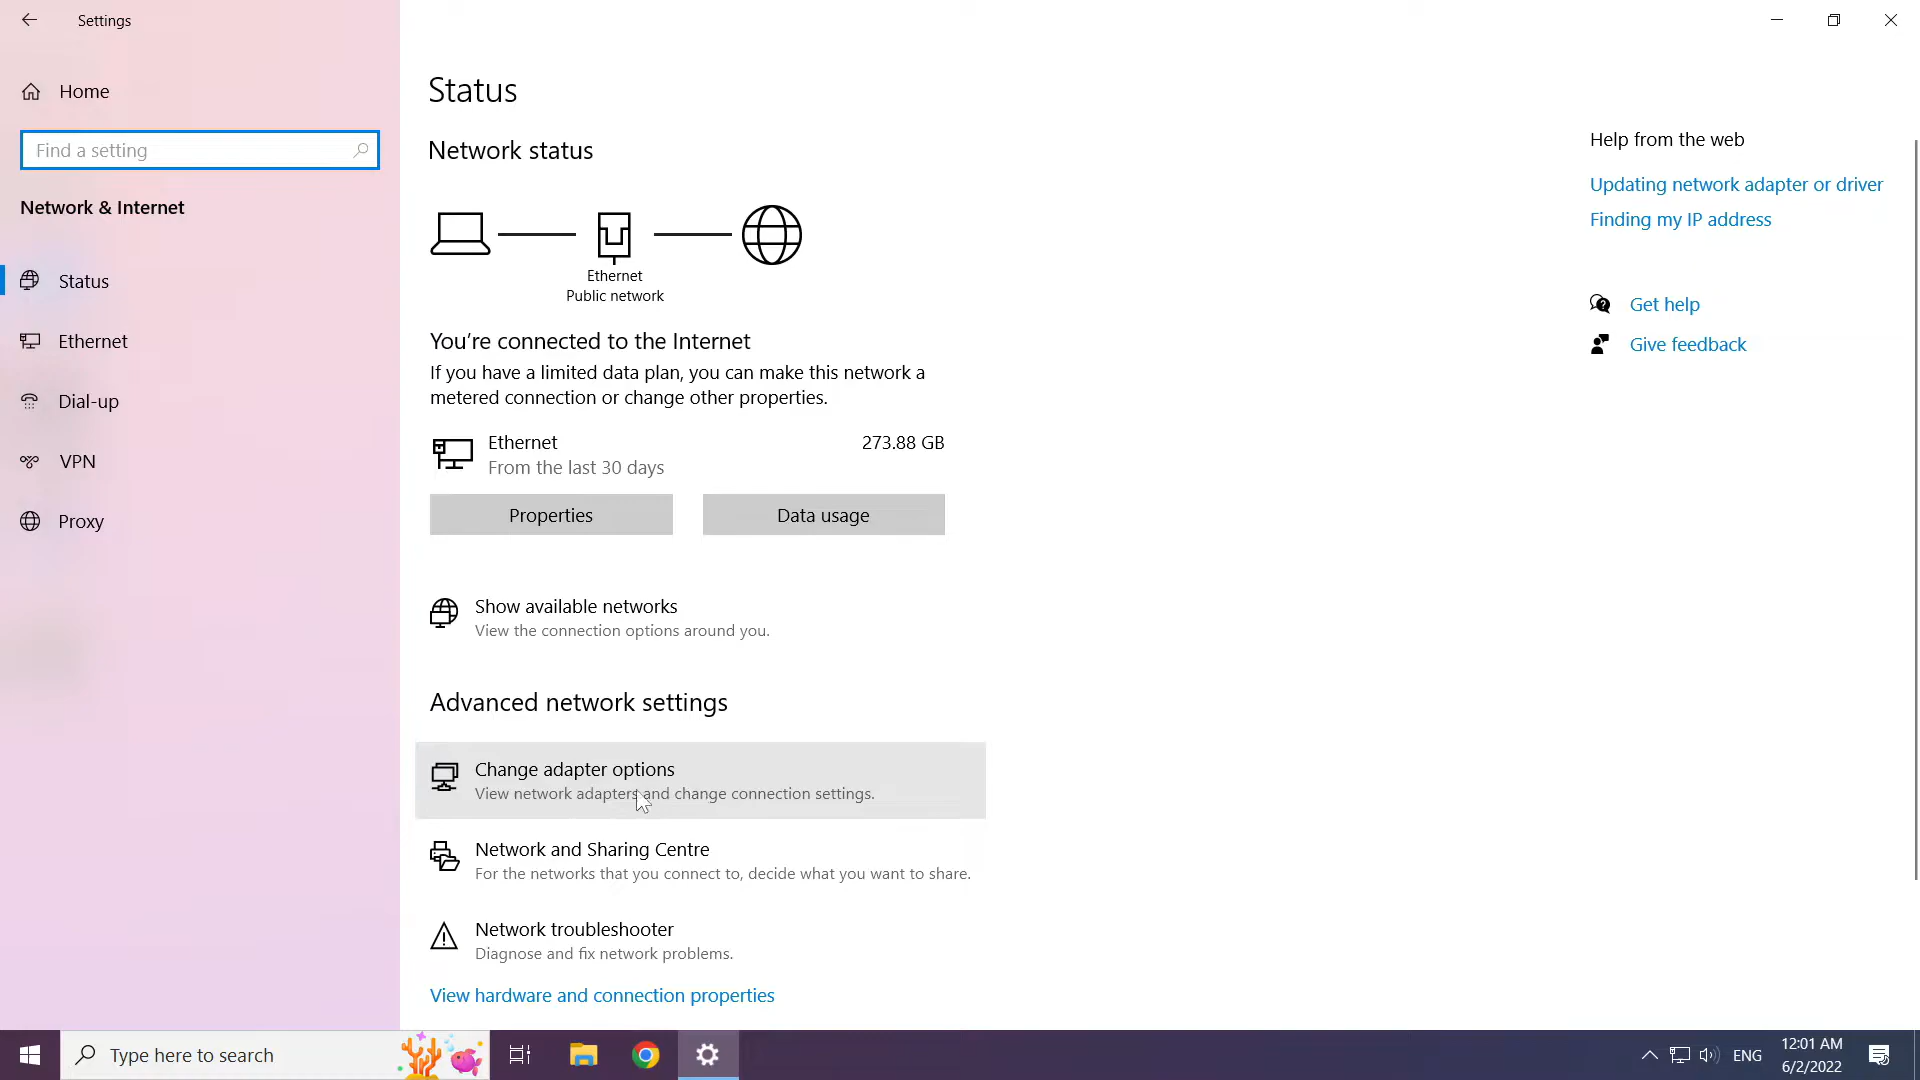 Settings
Home
Find a setting
Network & Internet
Status
Ethernet
Dial-up
VPN
Proxy
Status
Network status
Ethernet
Public network
You're connected to the Internet
If you have a limited data plan, you can make this network a
metered connection or change other properties.
Ethernet 273.88 GB
From the last 30 days
Properties Data usage
Show available networks
View the connection options around you.
Advanced network settings
Change adapter options
View network adapters and change connection settings.
Network and Sharing Centre
For the networks that you connect to, decide what you want to share.
Network troubleshooter
Diagnose and fix network problems.
View hardware and connection properties
Help from the web
Updating network adapter or driver
Finding my IP address
Get help
Give feedback
Type here to search
ENG
12:01 AM
6/2/2022